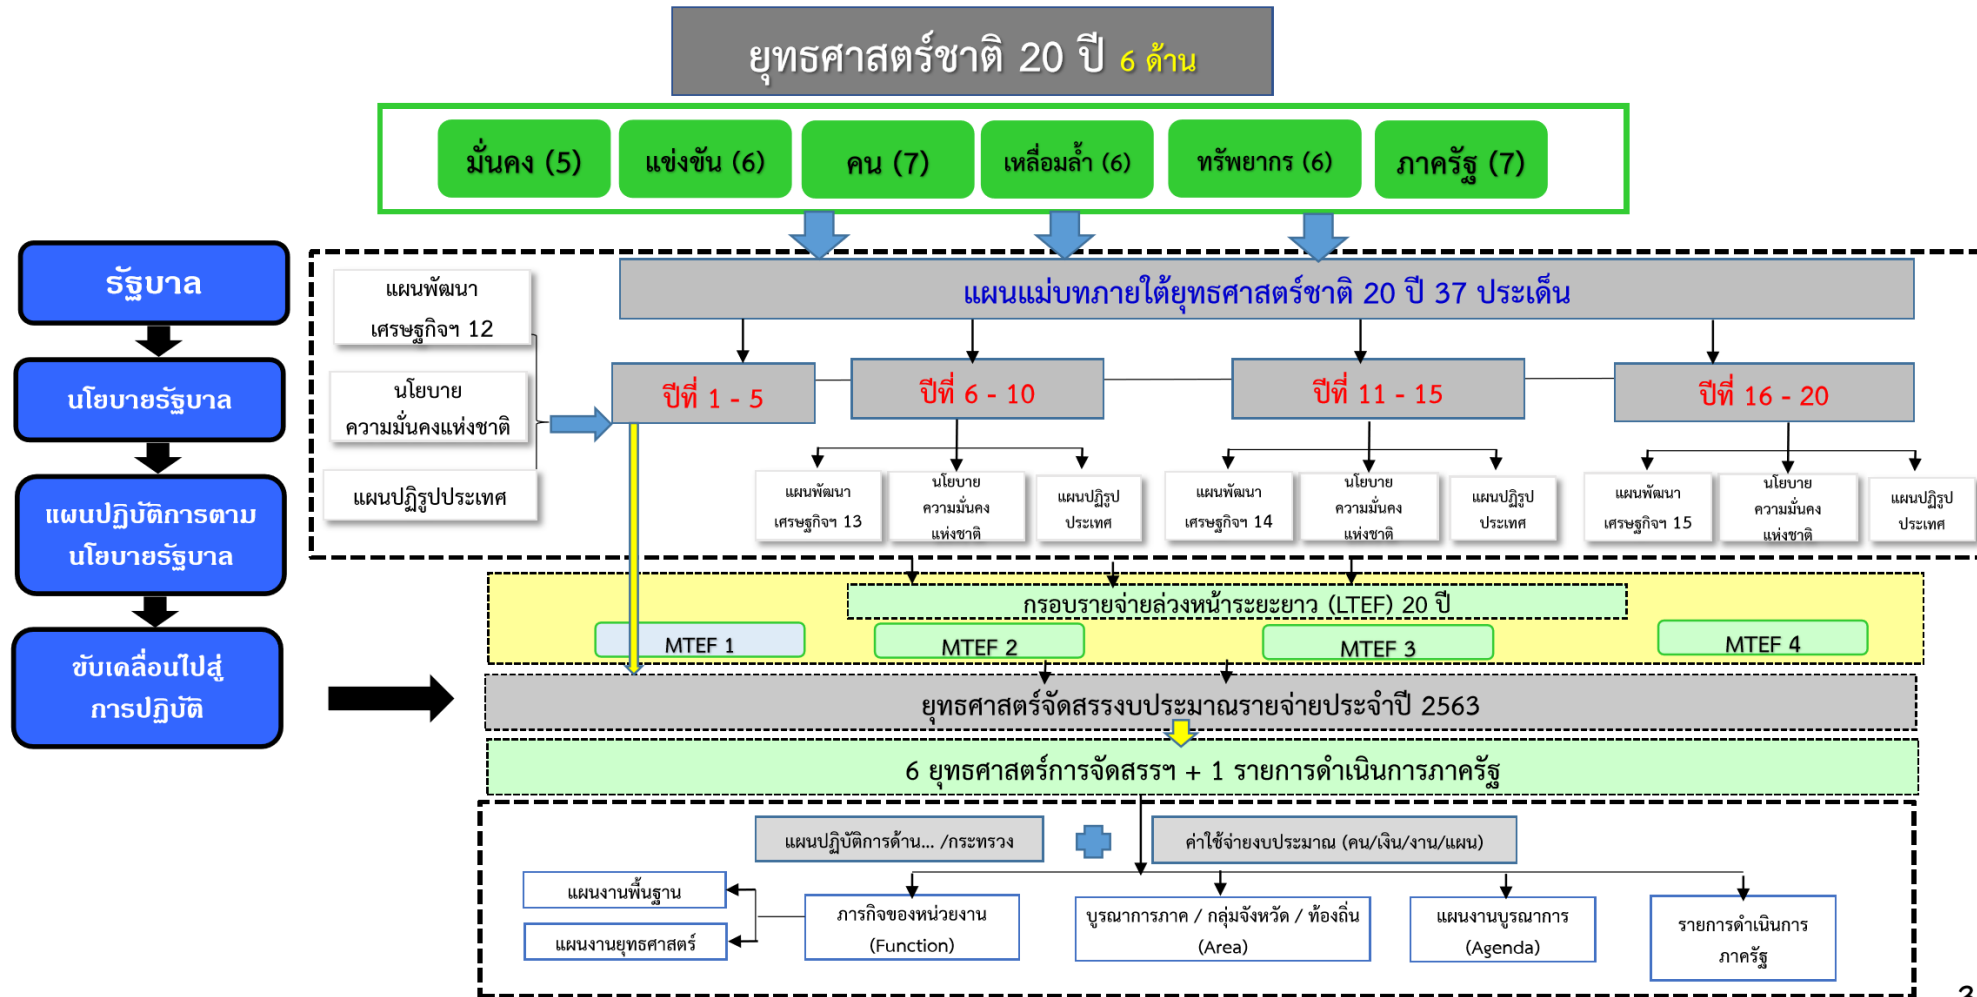 ยุทธศาสตร์ชาติ 20 ปี 6 ด้าน
มั่นคง (5)
แข่งขัน (6)
คน (7)
เหลื่อมล้ำ (6)
ทรัพยากร (6)
ภาครัฐ (7)
รัฐบาล
นโยบายรัฐบาล
แผนปฏิบัติการตาม
นโยบายรัฐบาล
ขับเคลื่อนไปสู่
การปฏิบัติ
แผนพัฒนา
เศรษฐกิจฯ 12
นโยบาย
ความมั่นคงแห่งชาติ
แผนปฏิรูปประเทศ
แผนแม่บทภายใต้ยุทธศาสตร์ชาติ 20 ปี 37 ประเด็น
ปีที่ 1 - 5
ปีที่ 6 - 10
ปีที่ 11 - 15
ปีที่ 16 - 20
แผนพัฒนา
เศรษฐกิจฯ 13
นโยบาย
ความมั่นคง
แห่งชาติ
แผนปฏิรูป
ประเทศ
แผนพัฒนา
เศรษฐกิจฯ 14
นโยบาย
ความมั่นคง
แห่งชาติ
แผนปฏิรูป
ประเทศ
แผนพัฒนา
เศรษฐกิจฯ 15
นโยบาย
ความมั่นคง
แห่งชาติ
แผนปฏิรูป
ประเทศ
กรอบรายจ่ายล่วงหน้าระยะยาว (LTEF) 20 ปี
MTEF 1
MTEF 2
MTEF 3
MTEF 4
ยุทธศาสตร์จัดสรรงบประมาณรายจ่ายประจำปี 2563
6 ยุทธศาสตร์การจัดสรรฯ + 1 รายการดำเนินการภาครัฐ
แผนปฏิบัติการด้าน... /กระทรวง
ค่าใช้จ่ายงบประมาณ (คน/เงิน/งาน/แผน)
แผนงานพื้นฐาน
แผนงานยุทธศาสตร์
ภารกิจของหน่วยงาน
(Function)
บูรณาการภาค / กลุ่มจังหวัด / ท้องถิ่น
(Area)
แผนงานบูรณาการ
(Agenda)
รายการดำเนินการ
ภาครัฐ